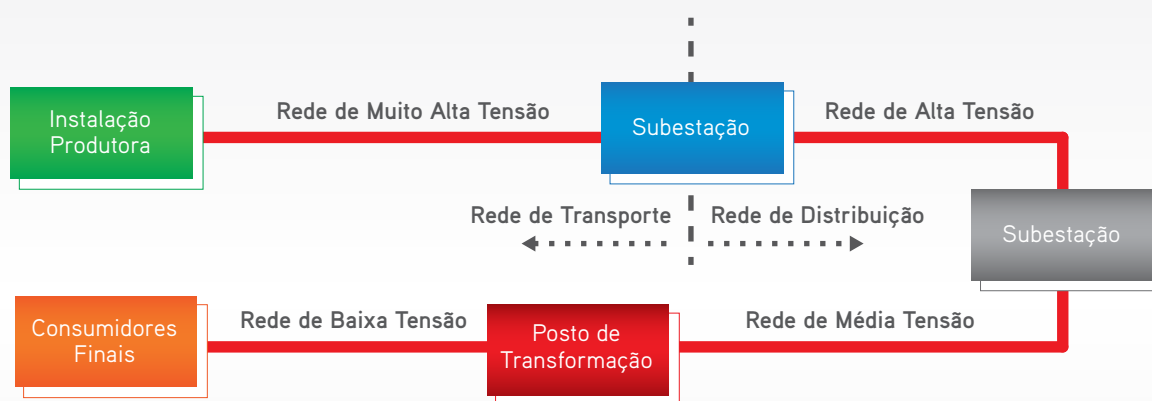 Instalação
Produtora
Rede de Muito Alta Tensão
Subestação
Rede de Alta Tensão
Rede de Transporte
Rede de Distribuição
Subestação
Consumidores
Finais
Rede de Baixa Tensão
Posto de
Transformação
Rede de Média Tensão